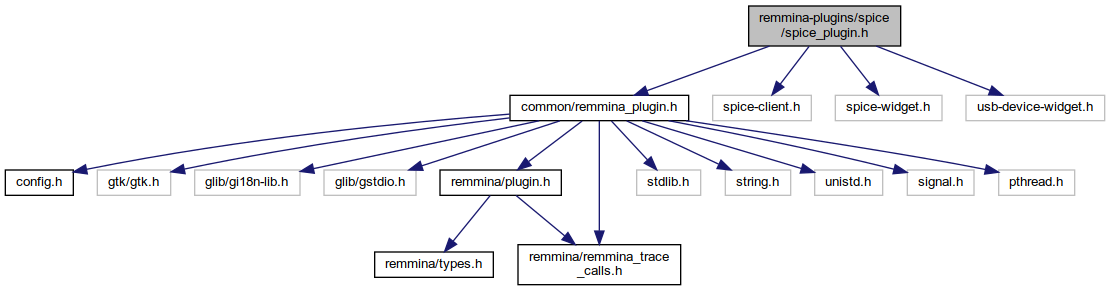 remmina-plugins/spice
/spice_plugin.h
common/remmina_plugin.h
spice-client.h
spice-widget.h
usb-device-widget.h
config.h
gtk/gtk.h
glib/gi18n-lib.h
glib/gstdio.h
remmina/plugin.h
stdlib.h
string.h
unistd.h
signal.h
pthread.h
remmina/types.h
remmina/remmina_trace
_calls.h